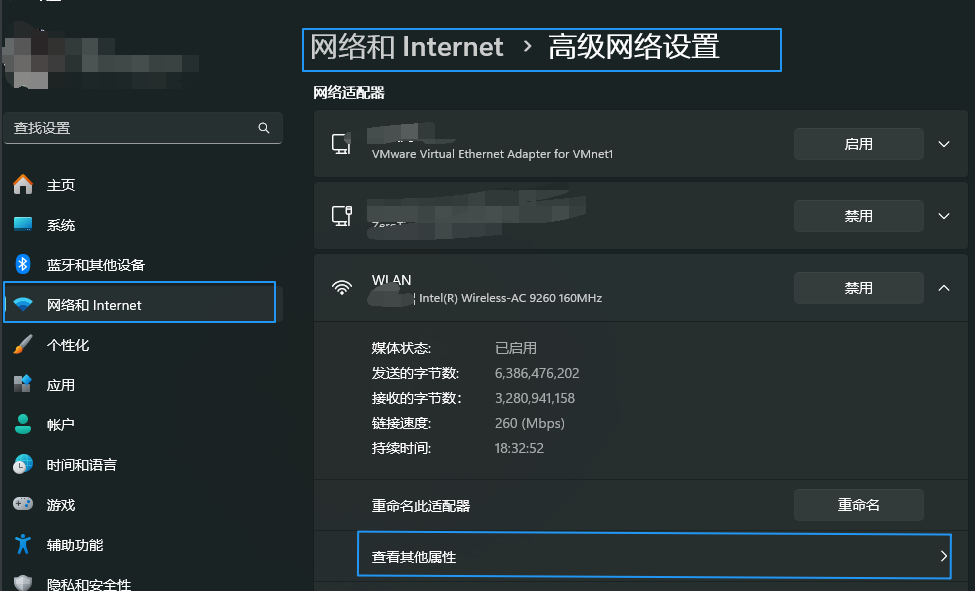 网络和 Internet › 高级网络设置
网络适配器
查找设置
主页
系统
蓝牙和其他设备
网络和 Internet
个性化
应用
帐户
时间和语言
游戏
辅助功能
隐私和安全性
VMware Virtual Ethernet Adapter for VMnet1
启用
禁用
WLAN
| Intel(R) Wireless-AC 9260 160MHz
禁用
媒体状态: 已启用
发送的字节数: 6,386,476,202
接收的字节数: 3,280,941,158
链接速度: 260 (Mbps)
持续时间: 18:32:52
重命名此适配器
重命名
查看其他属性